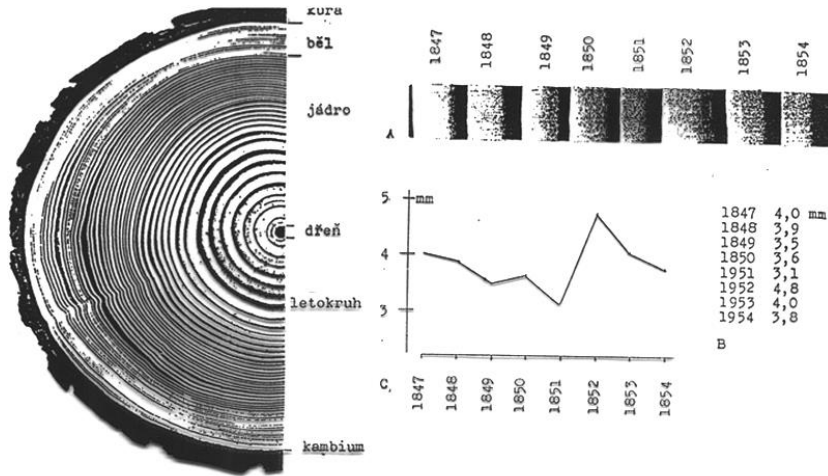 kůra
běl
jádro
dřeň
letokruh
kambium
1847 1848 1849 1850 1851 1852 1853 1854
A
5 mm
4
3
C.
1847 1848 1849 1850 1851 1852 1853 1854
1847 4,0 mm
1848 3,9
1849 3,5
1850 3,6
1951 3,1
1952 4,8
1953 4,0
1954 3,8
B